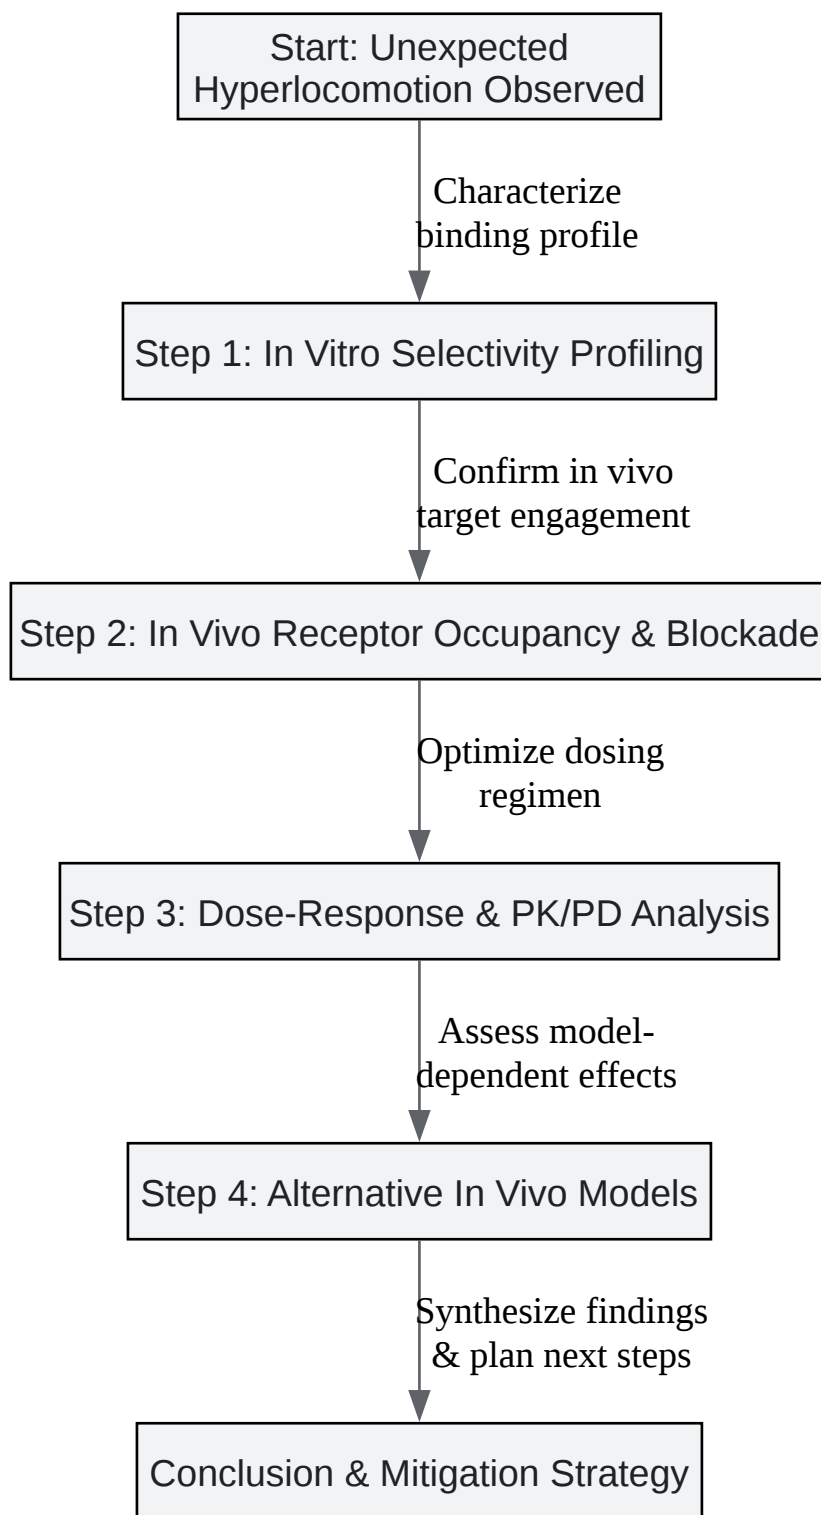 Start: Unexpected
Hyperlocomotion Observed
Characterize
binding profile
Step 1: In Vitro Selectivity Profiling
Confirm in vivo
target engagement
Step 2: In Vivo Receptor Occupancy & Blockade
Optimize dosing
regimen
Step 3: Dose-Response & PK/PD Analysis
Assess model-
dependent effects
Step 4: Alternative In Vivo Models
Synthesize findings
& plan next steps
Conclusion & Mitigation Strategy